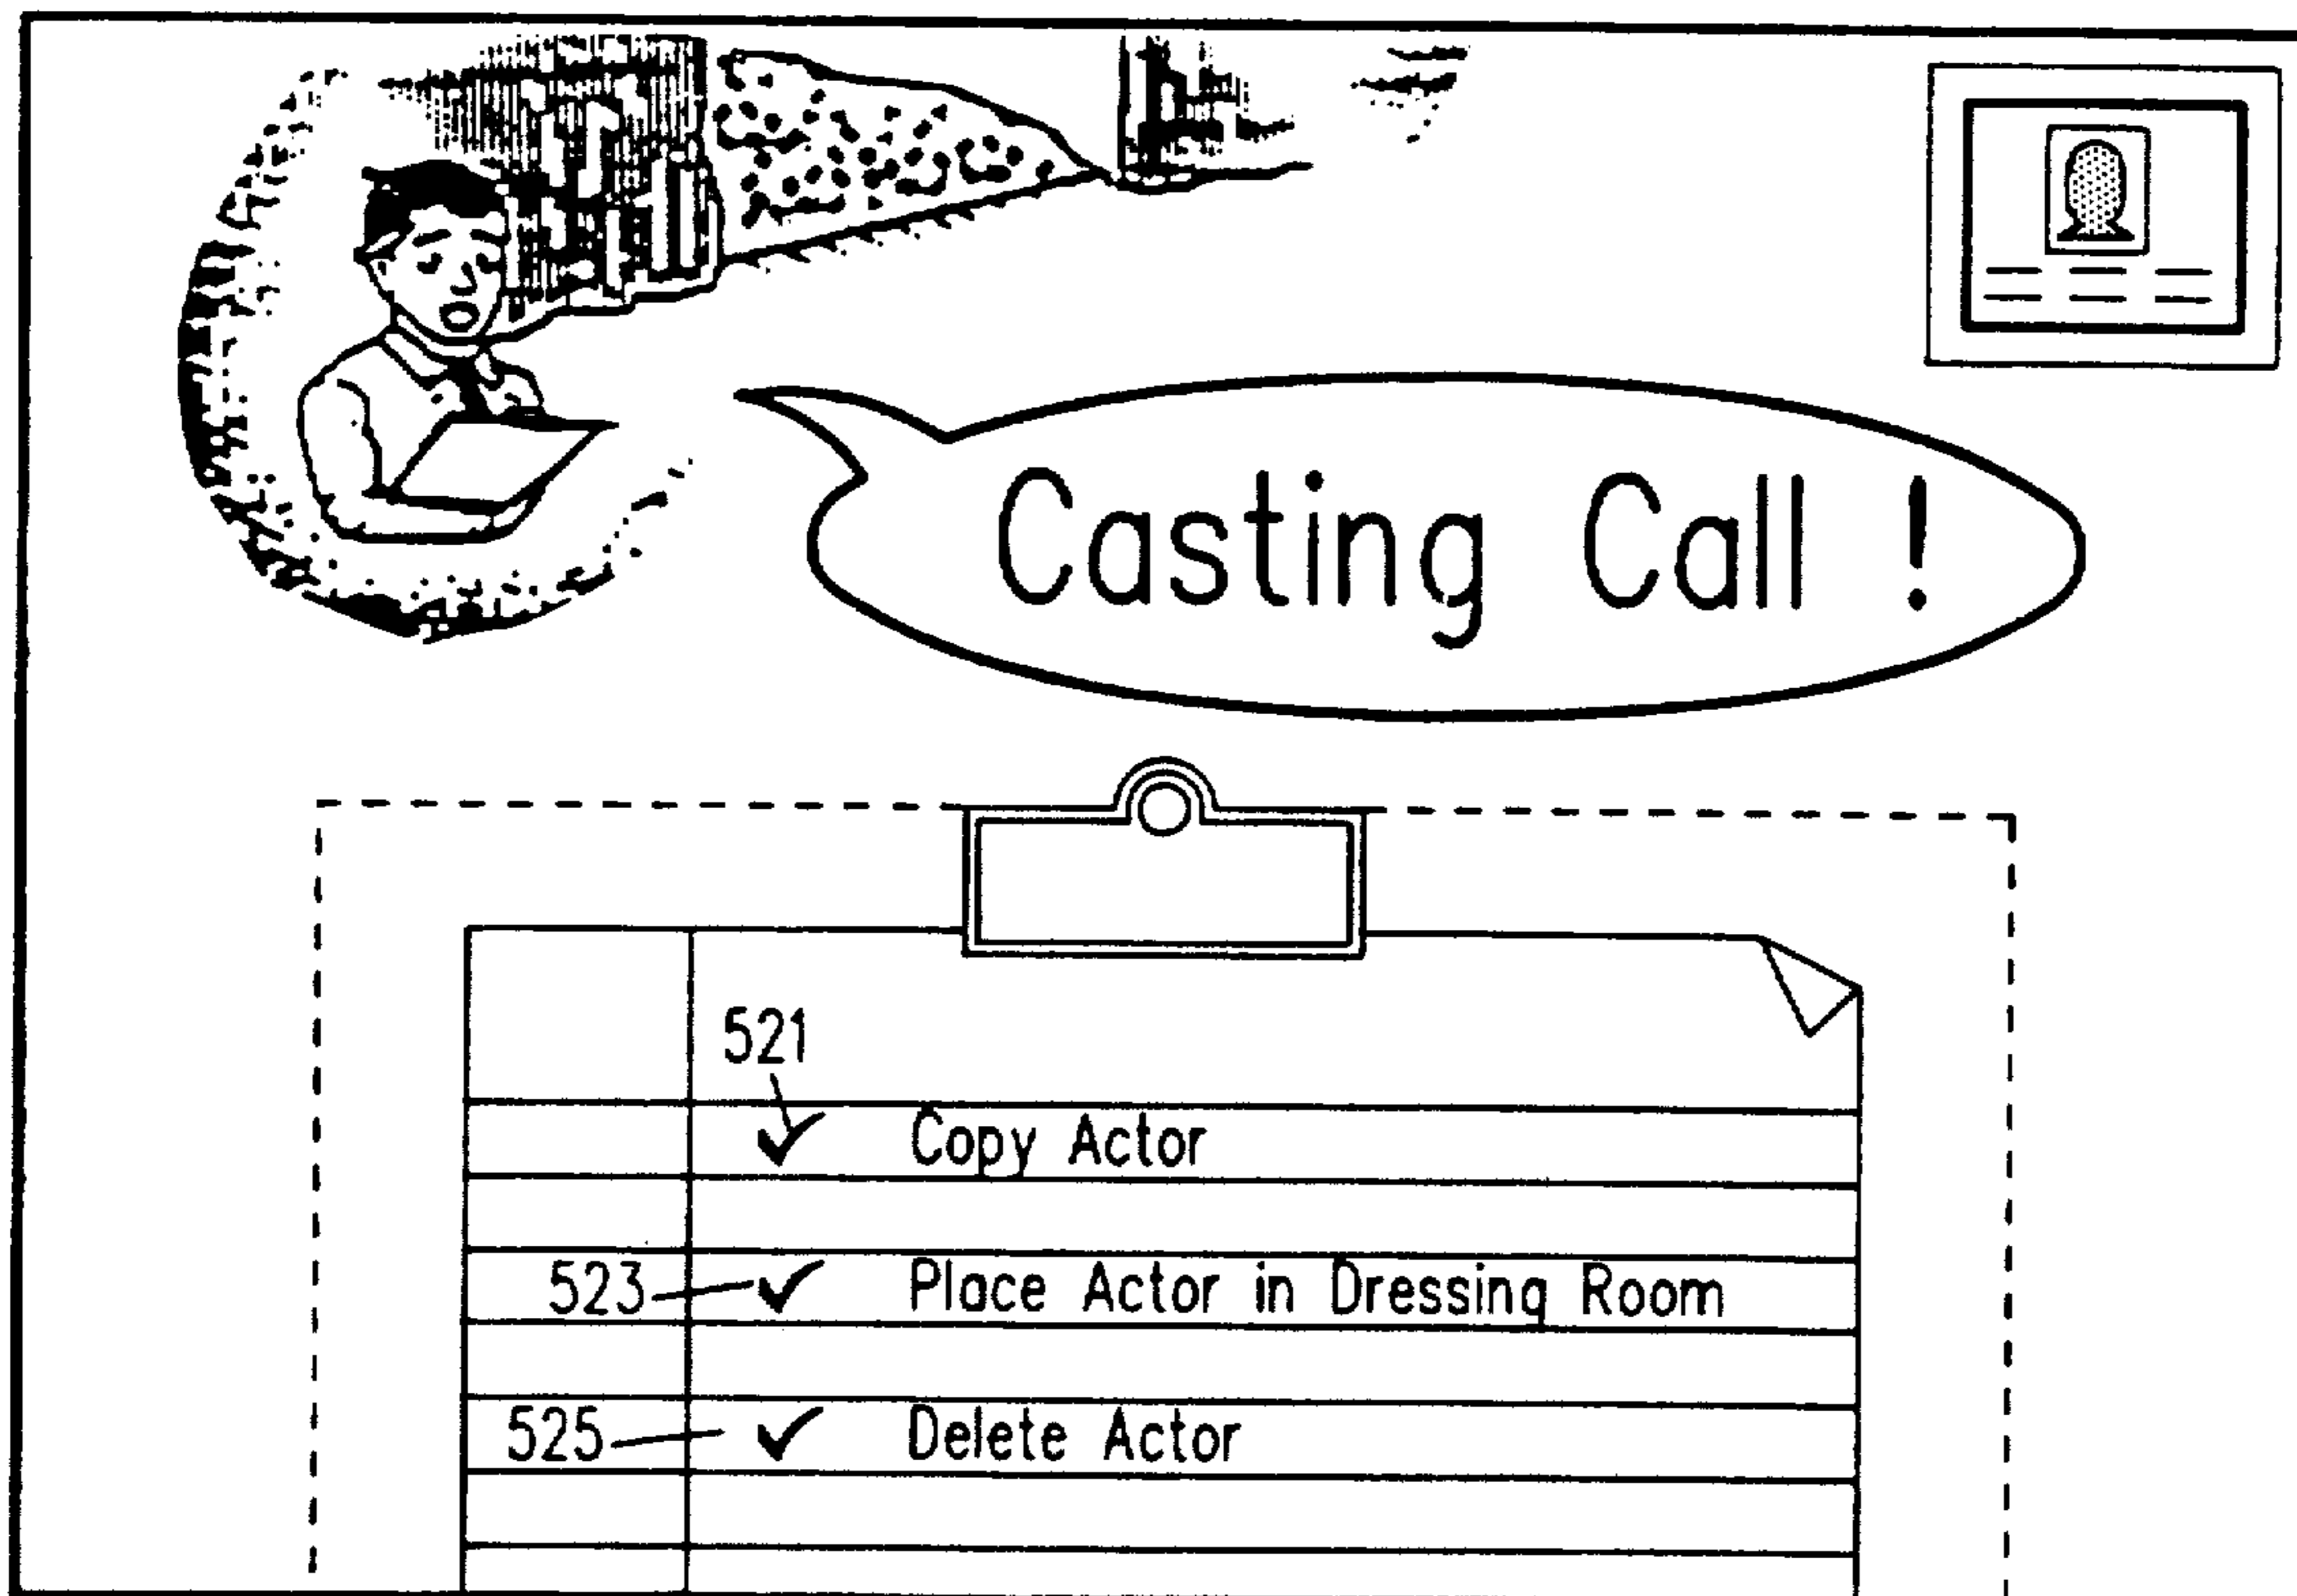 Casting Call !
521
Copy Actor
523 Place Actor in Dressing Room
525 Delete Actor